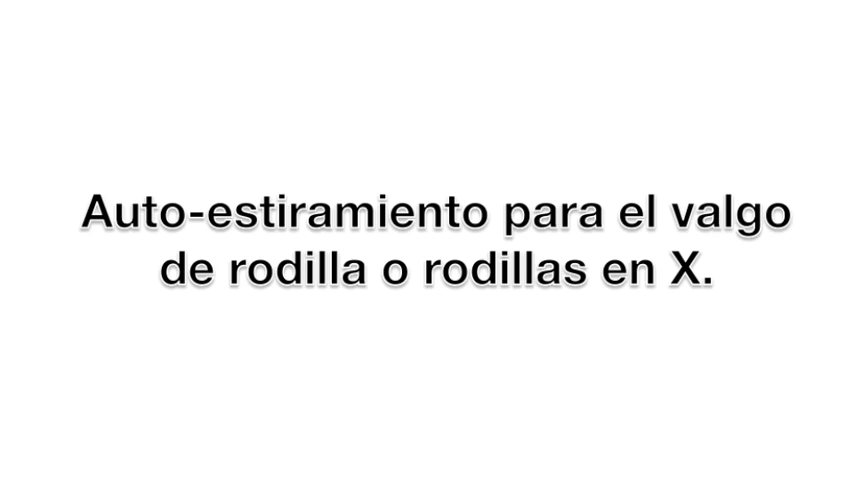 Auto-estiramiento para el valgo
de rodilla o rodillas en X.